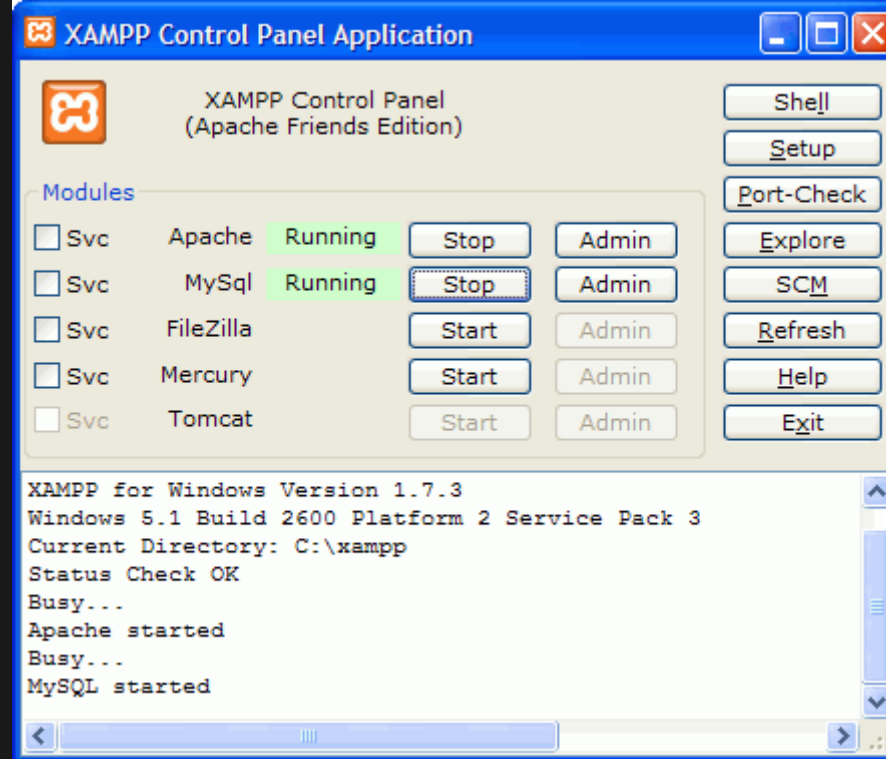 XAMPP Control Panel Application
XAMPP Control Panel
(Apache Friends Edition)
Shell
Setup
Port-Check
Explore
SCM
Refresh
Help
Exit
Modules
Svc Apache Running Stop Admin
Svc MySql Running Stop Admin
Svc FileZilla Start Admin
Svc Mercury Start Admin
Svc Tomcat Start Admin
XAMPP for Windows Version 1.7.3
Windows 5.1 Build 2600 Platform 2 Service Pack 3
Current Directory: C:\xampp
Status Check OK
Busy...
Apache started
Busy...
MySQL started